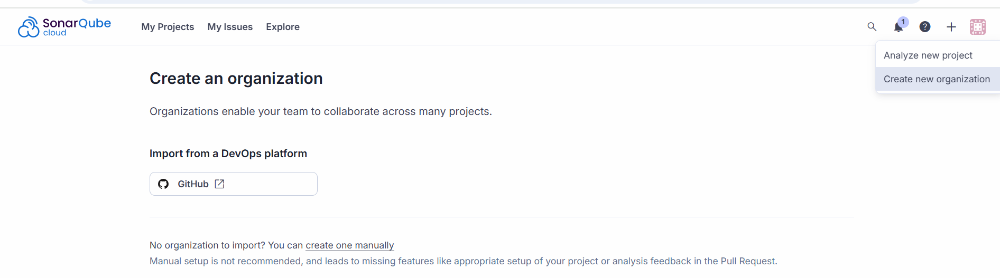 SonarQube
cloud
My Projects
My Issues
Explore
1
?
Analyze new project
Create new organization
Create an organization
Organizations enable your team to collaborate across many projects.
Import from a DevOps platform
GitHub
No organization to import? You can create one manually
Manual setup is not recommended, and leads to missing features like appropriate setup of your project or analysis feedback in the Pull Request.